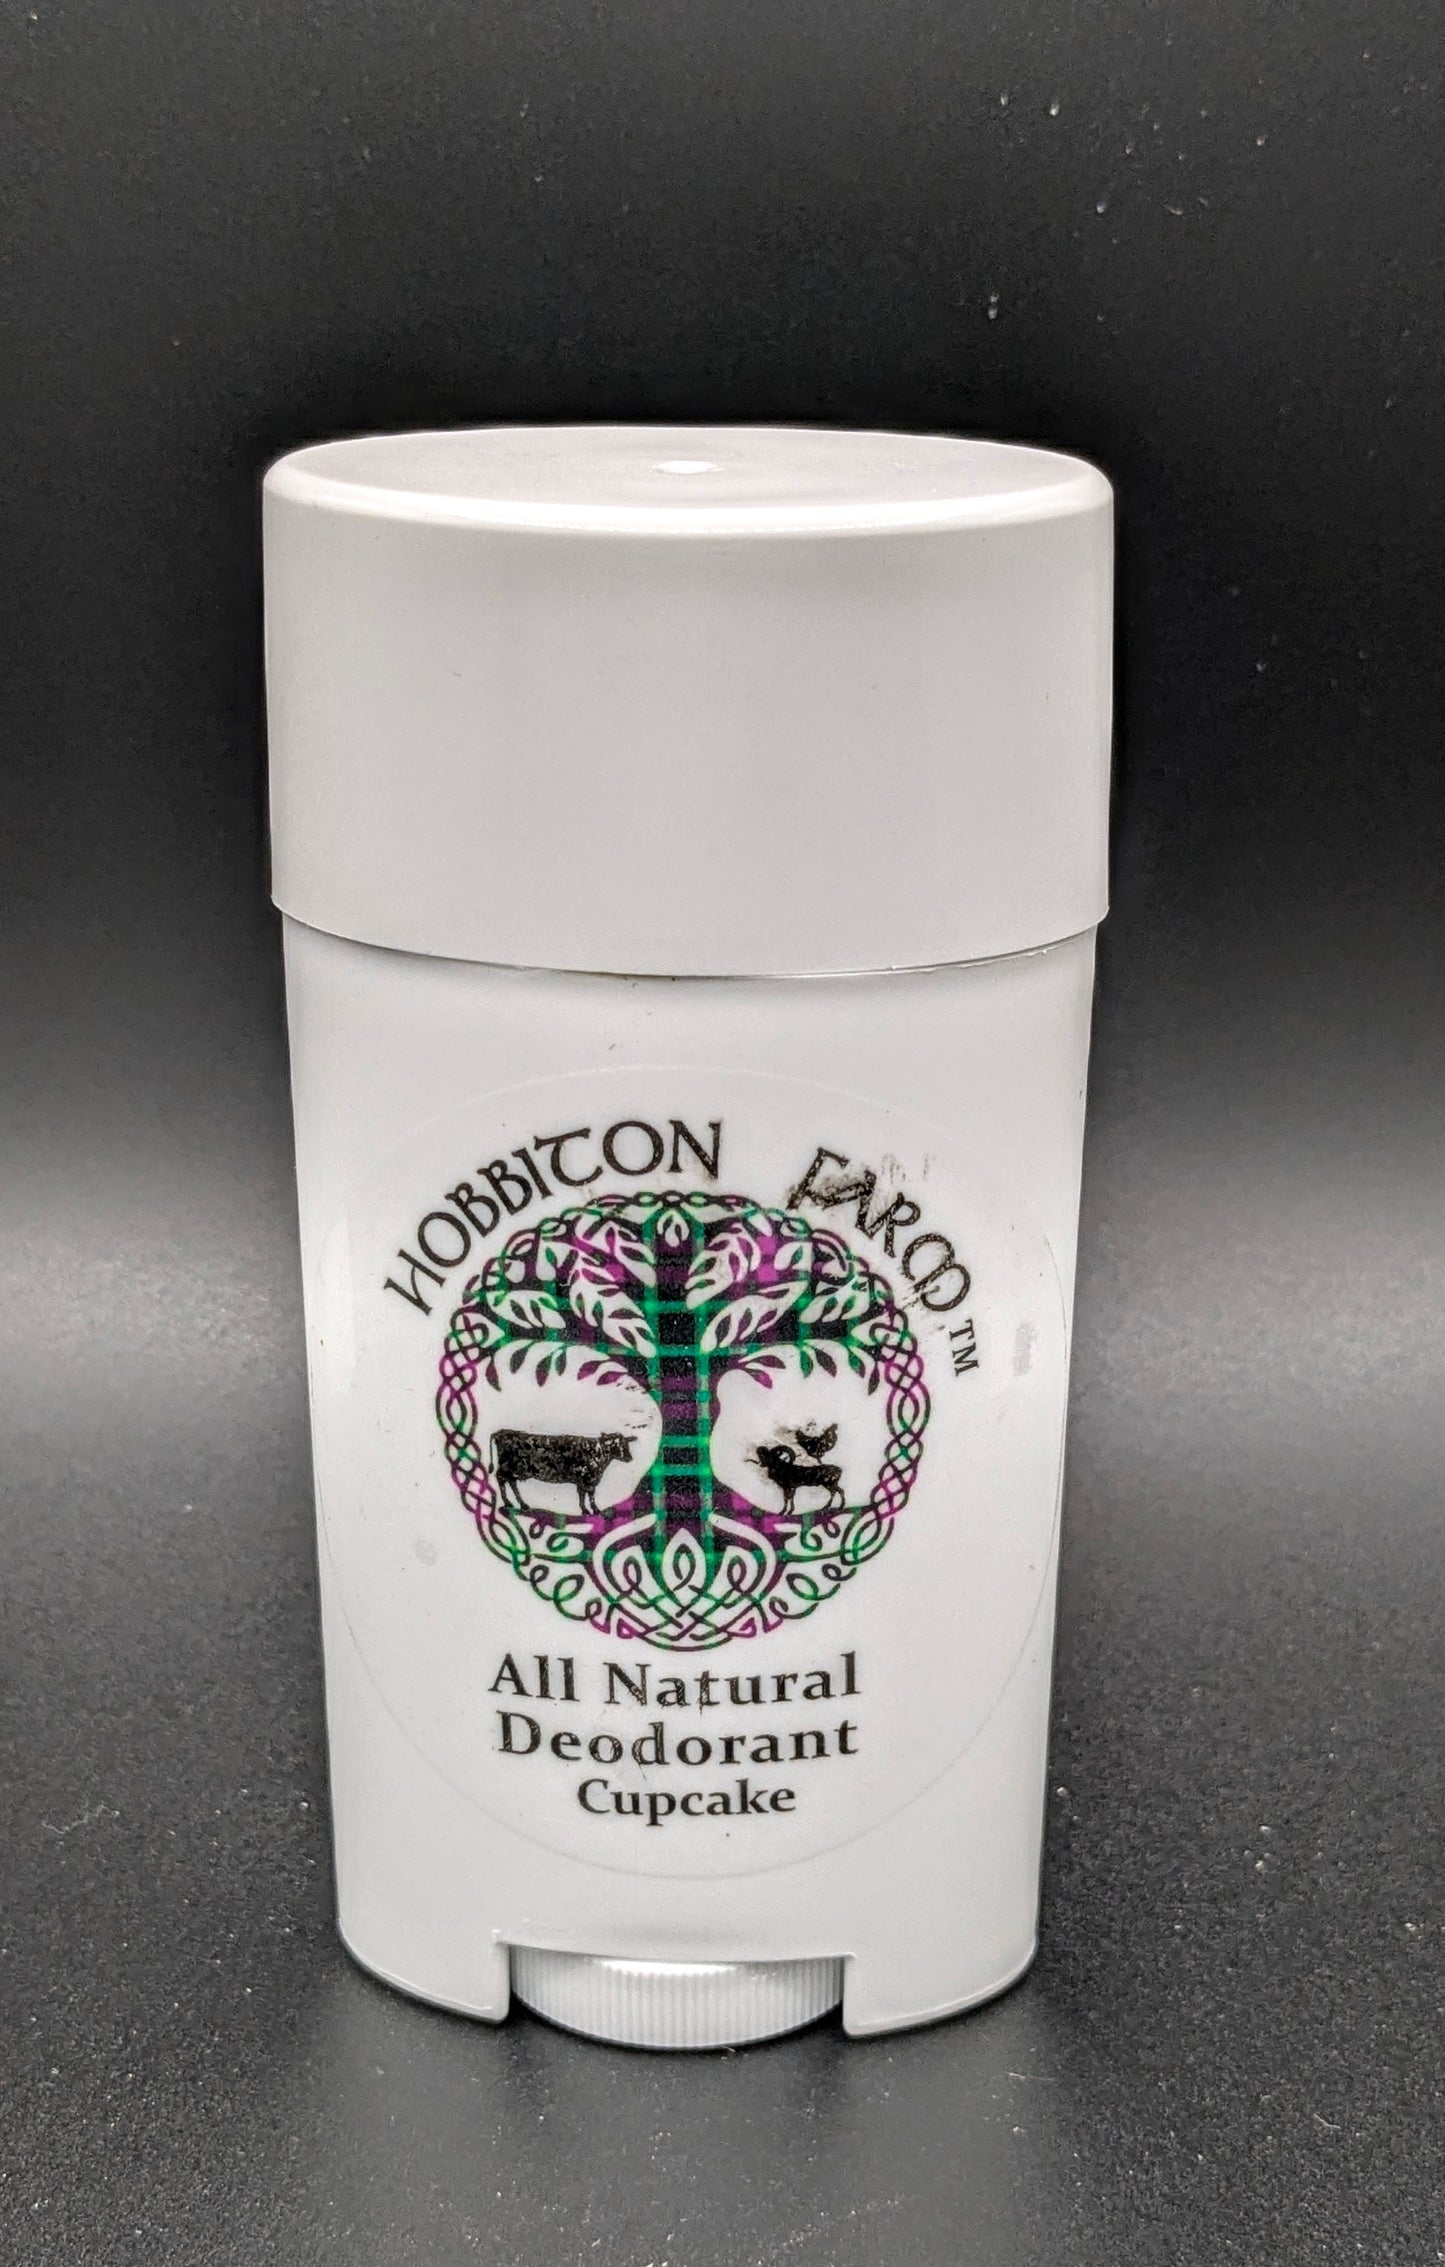 HOBBITON FARM™
All Natural
Deodorant
Cupcake